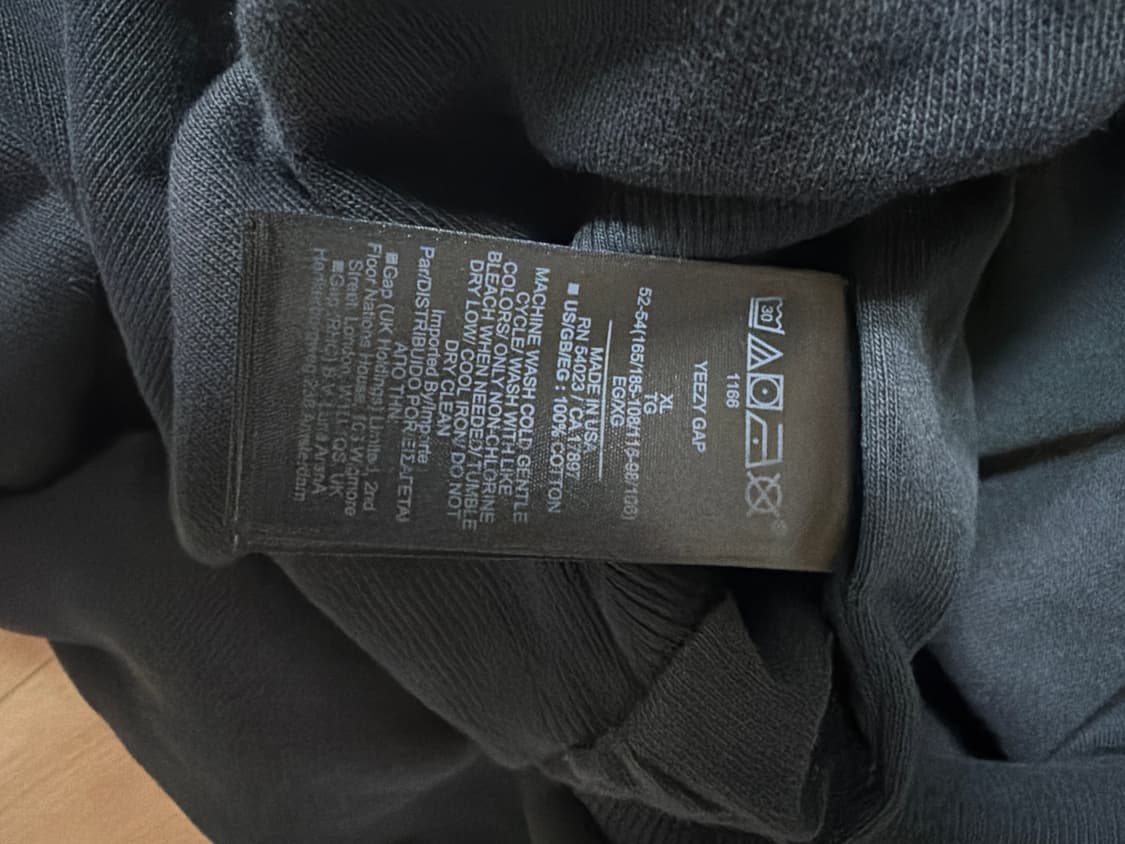 30
1166
YEEZY GAP
XL
TG
EG/XG
MADE IN USA
RN 54023 / CA 17897
US/GB/EG : 100% COTTON
MACHINE WASH COLD, GENTLE
CYCLE/ WASH WITH LIKE
COLORS/ ONLY NON-CHLORINE
BLEACH WHEN NEEDED/ TUMBLE
DRY LOW/ COOL IRON/ DO NOT
DRY CLEAN
Imported By/Importé
Par/DISTRIBUIDO POR/
Gap (UK Holdings) Limited, 2nd
Floor Nations House, 103 Wigmore
Street, London, W1U 1QS, UK